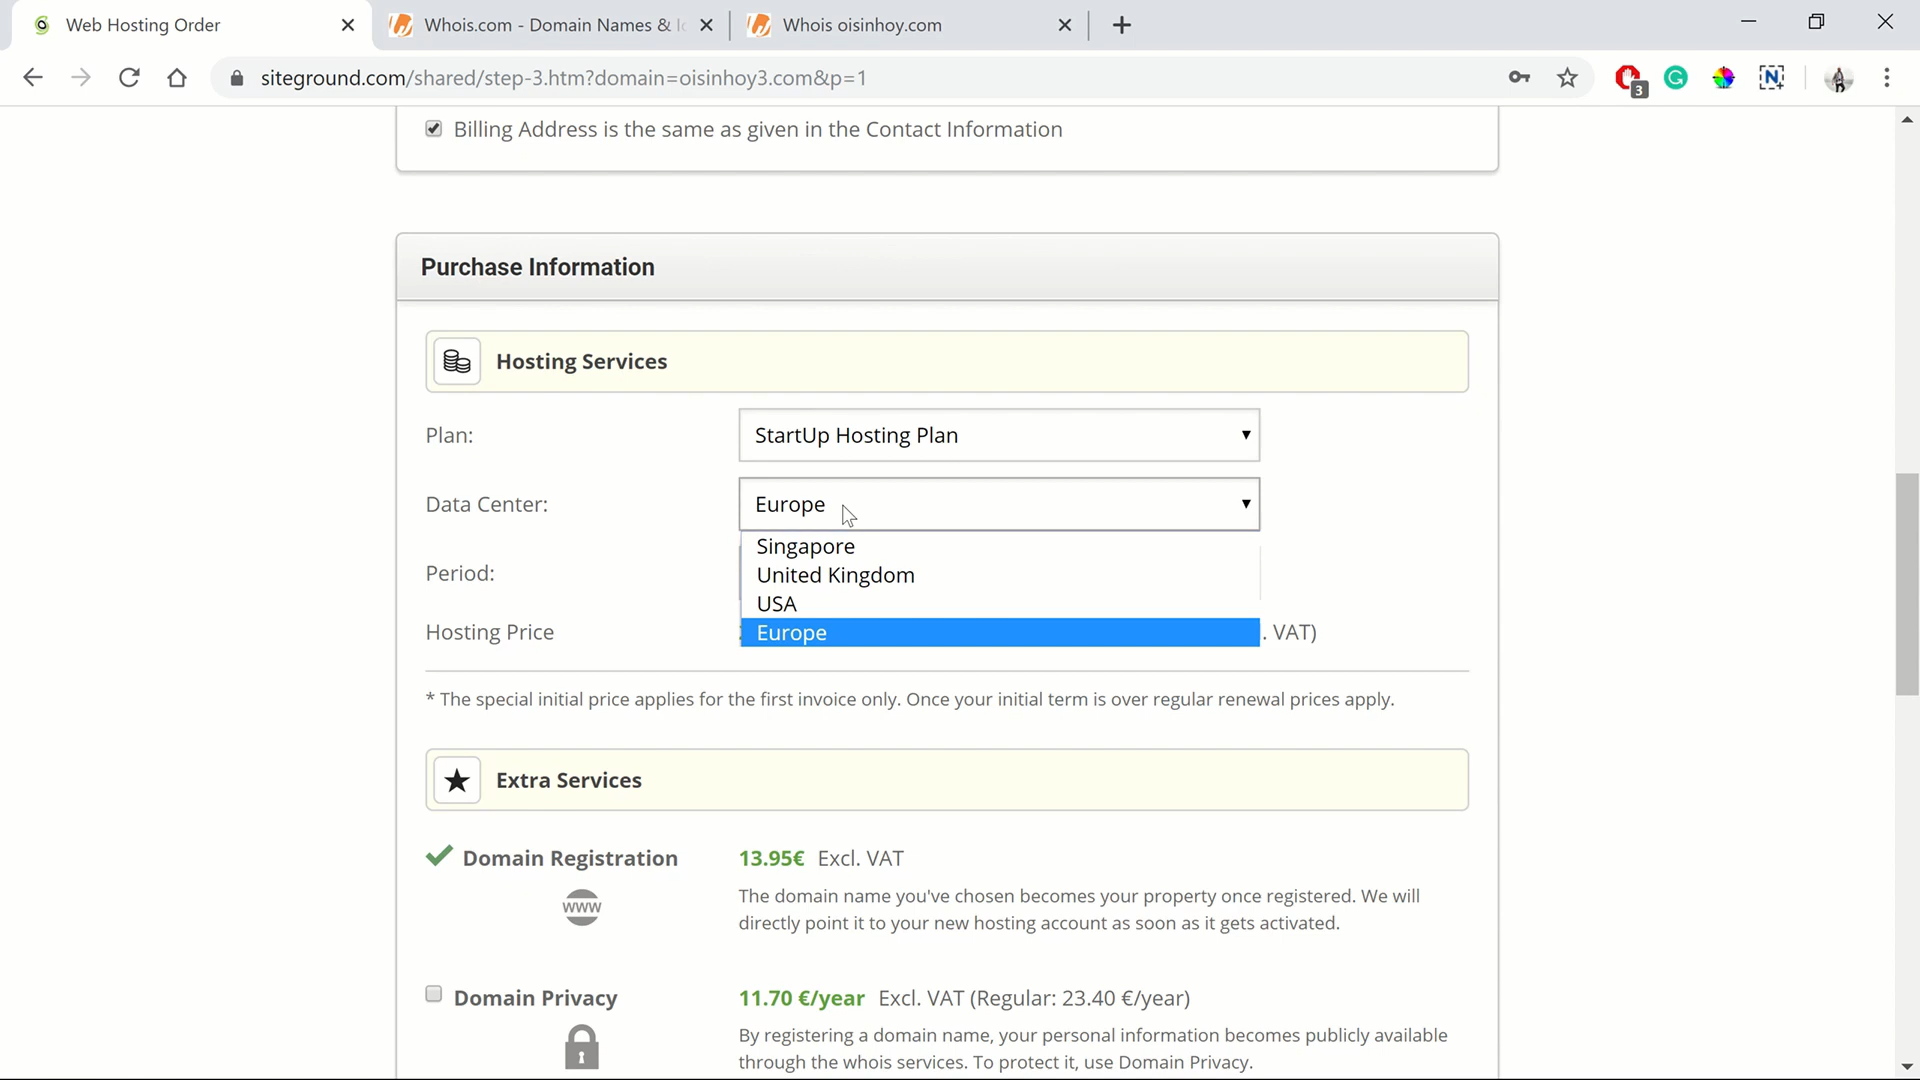 Web Hosting Order
Whois.com - Domain Names & Id
Whois oisinhoy.com
siteground.com/shared/step-3.htm?domain=oisinhoy3.com&p=1
3
Billing Address is the same as given in the Contact Information
Purchase Information
Hosting Services
Plan:
StartUp Hosting Plan
Data Center:
Europe
Singapore
United Kingdom
Period:
USA
Europe
Hosting Price
. VAT)
* The special initial price applies for the first invoice only. Once your initial term is over regular renewal prices apply.
Extra Services
Domain Registration
13.95€ Excl. VAT
www
The domain name you've chosen becomes your property once registered. We will
directly point it to your new hosting account as soon as it gets activated.
Domain Privacy
11.70 €/year Excl. VAT (Regular: 23.40 €/year)
By registering a domain name, your personal information becomes publicly available
through the whois services. To protect it, use Domain Privacy.